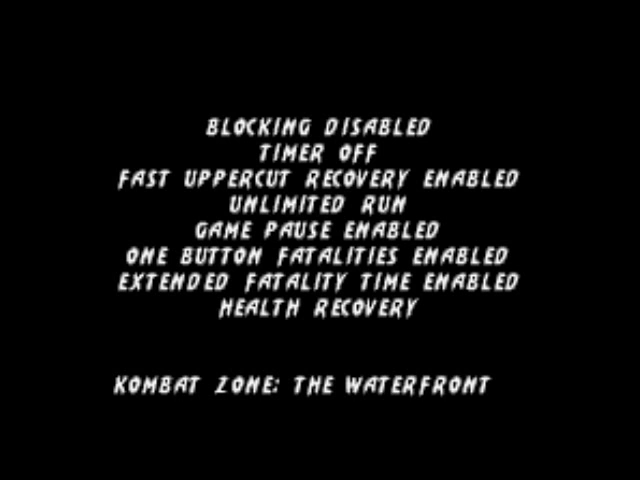 BLOCKING DISABLED
TIMER OFF
FAST UPPERCUT RECOVERY ENABLED
UNLIMITED RUN
GAME PAUSE ENABLED
ONE BUTTON FATALITIES ENABLED
EXTENDED FATALITY TIME ENABLED
HEALTH RECOVERY
KOMBAT ZONE: THE WATERFRONT